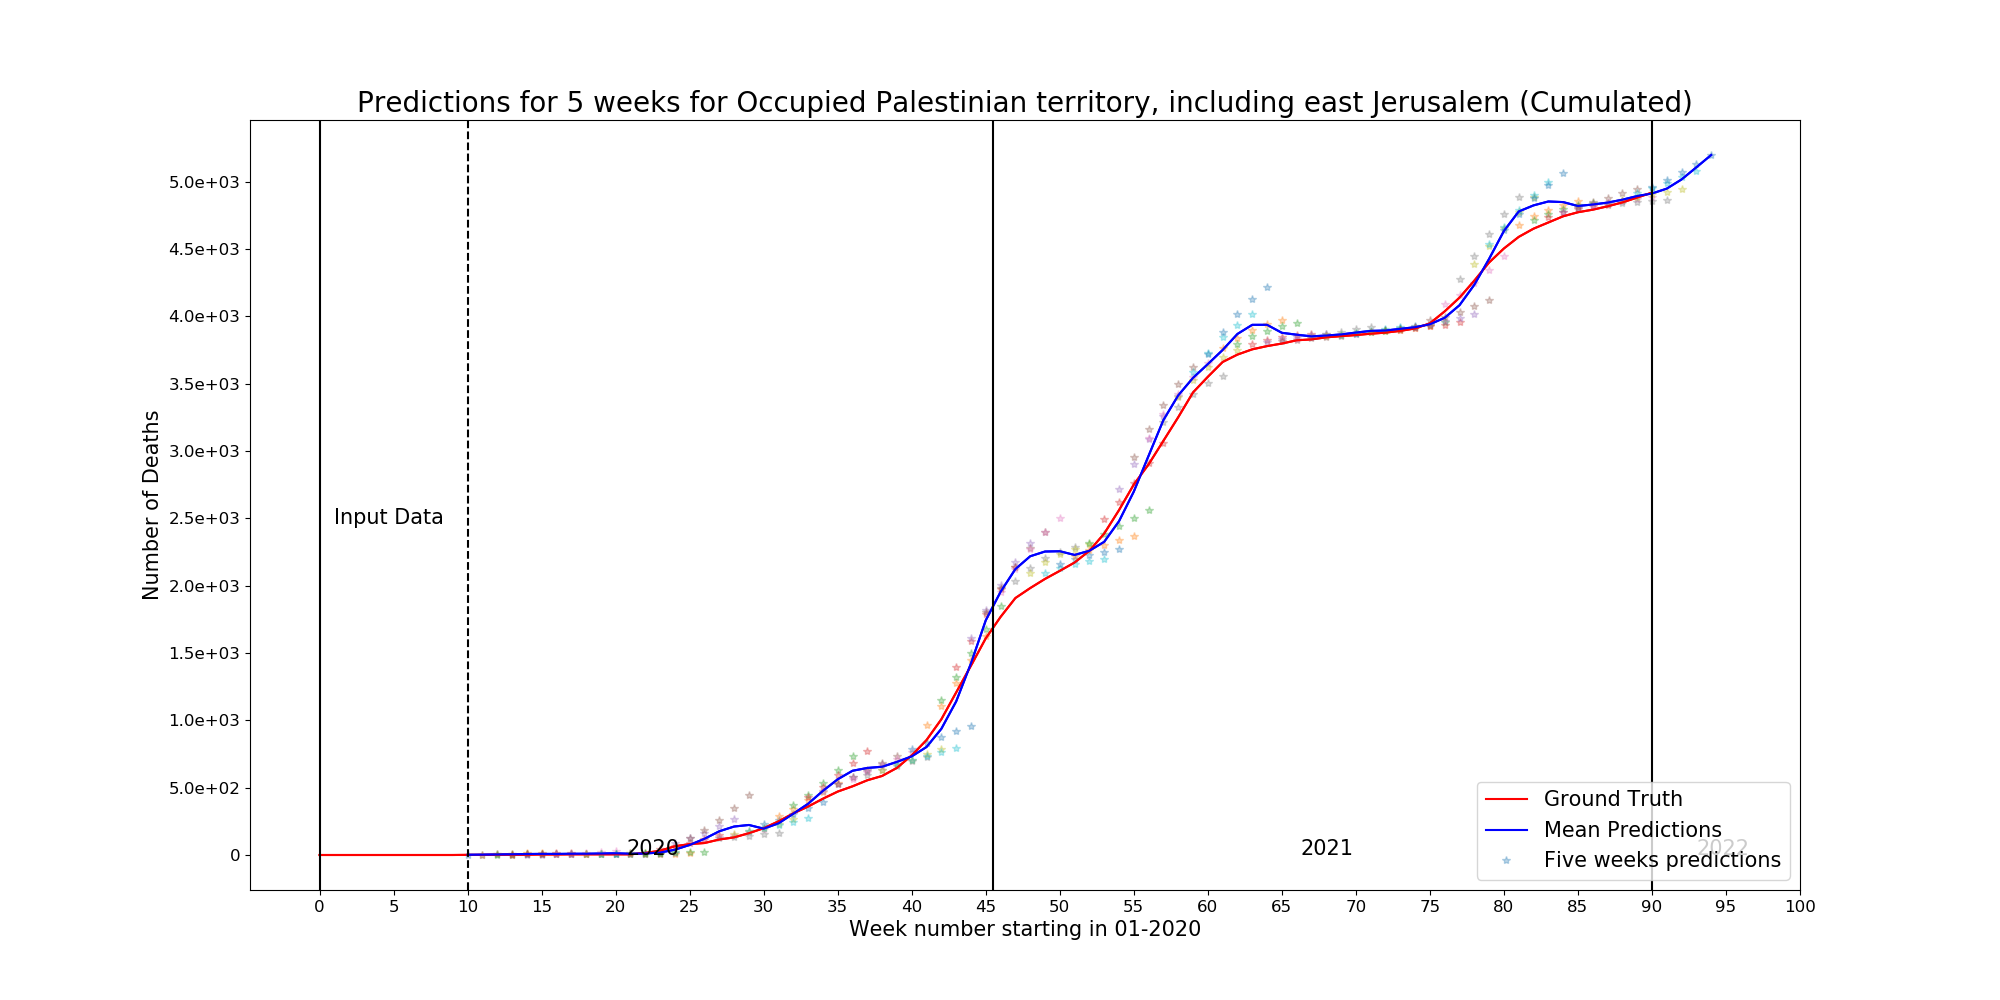 Predictions for 5 weeks for Occupied Palestinian territory, including east Jerusalem (Cumulated)
Number of Deaths
5.0e+03
4.5e+03
4.0e+03
3.5e+03
3.0e+03
2.5e+03
2.0e+03
1.5e+03
1.0e+03
5.0e+02
0
Input Data
2020
2021
2022
Ground Truth
Mean Predictions
Five weeks predictions
0 5 10 15 20 25 30 35 40 45 50 55 60 65 70 75 80 85 90 95 100
Week number starting in 01-2020